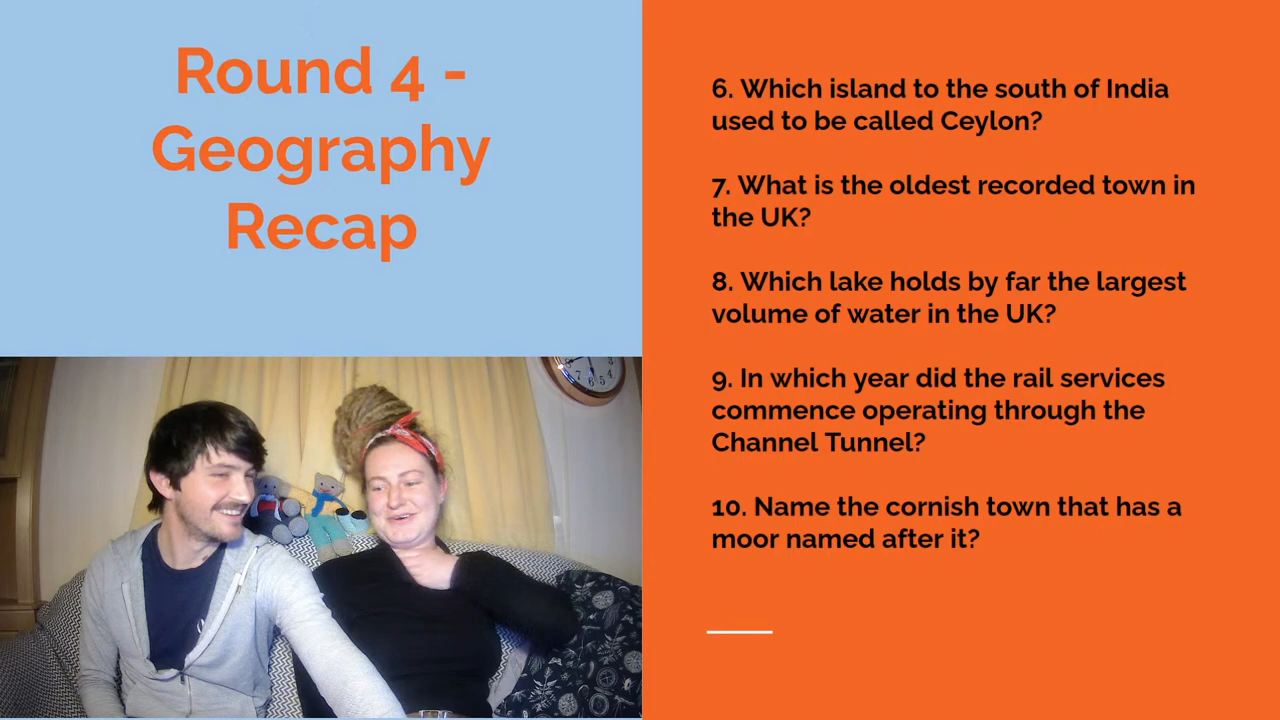 Round 4 -
Geography
Recap
6. Which island to the south of India
used to be called Ceylon?
7. What is the oldest recorded town in
the UK?
8. Which lake holds by far the largest
volume of water in the UK?
9. In which year did the rail services
commence operating through the
Channel Tunnel?
10. Name the cornish town that has a
moor named after it?